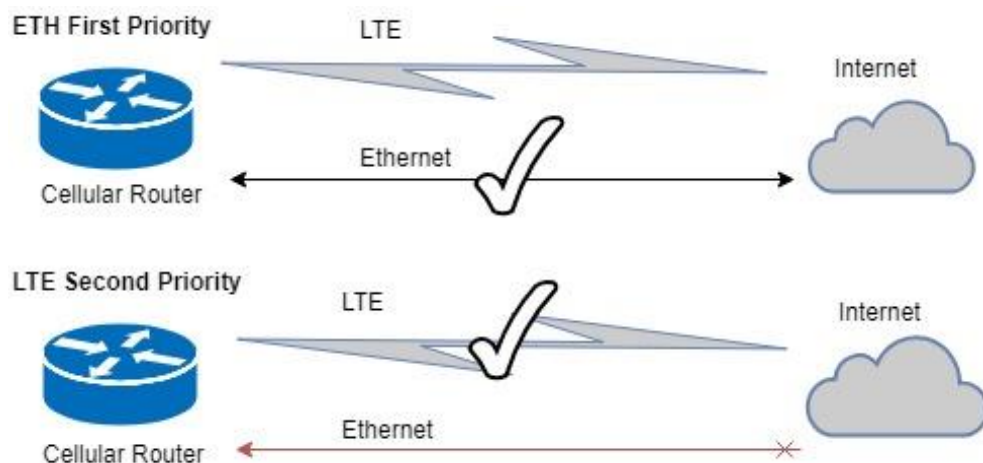 ETH First Priority
LTE
Internet
Ethernet
Cellular Router
LTE Second Priority
LTE
Internet
Ethernet
Cellular Router